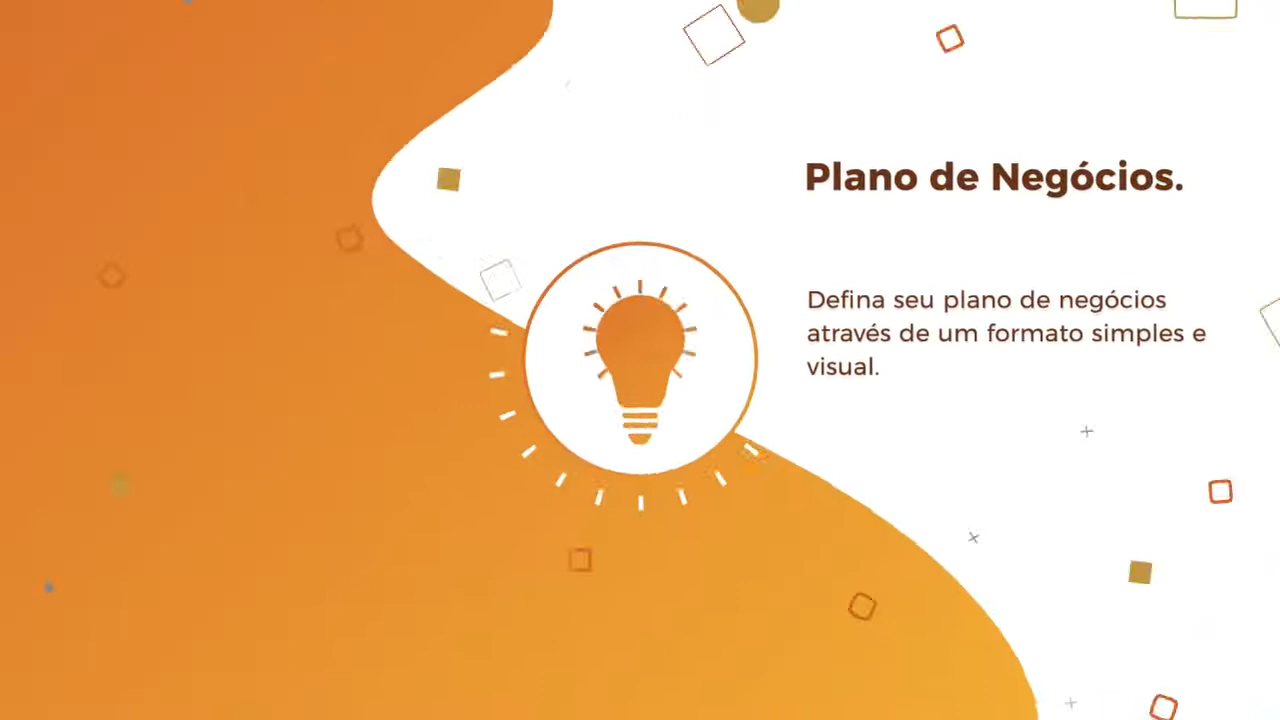 Plano de Negócios.
Defina seu plano de negócios
através de um formato simples e
visual.